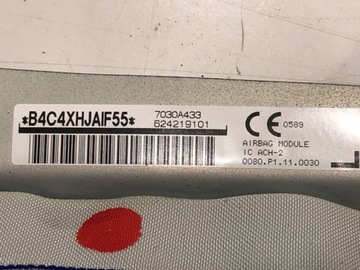 *B4C4XHJAIF55*
7030A433
624219101
CE 0589
AIRBAG MODULE
IC ACH-2
0080.P1.11.0030